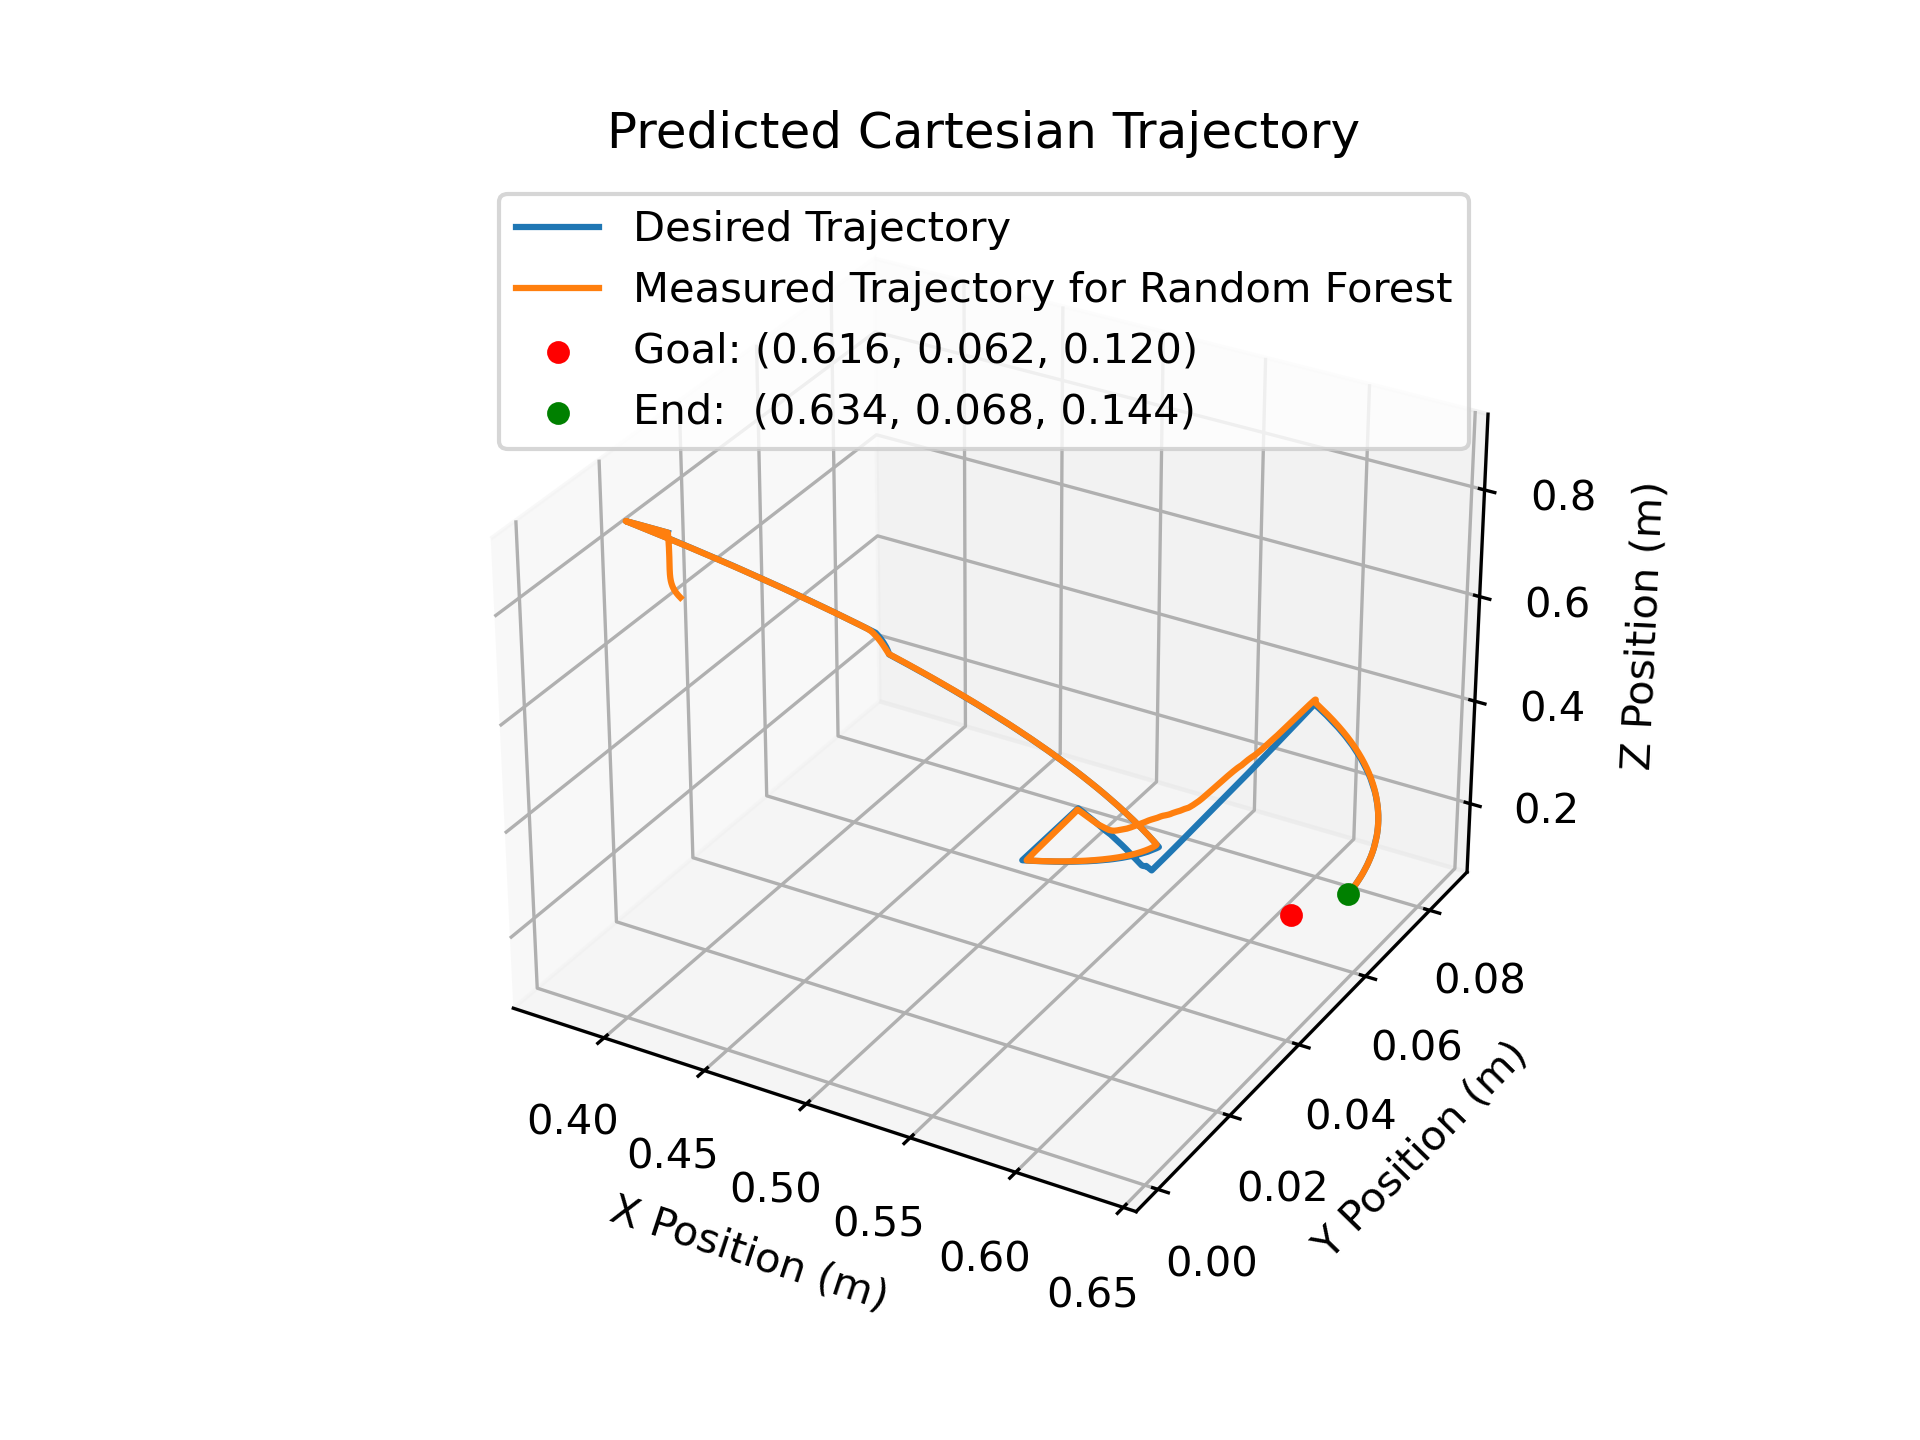 Predicted Cartesian Trajectory
Desired Trajectory
Measured Trajectory for Random Forest
Goal: (0.616, 0.062, 0.120)
End:  (0.634, 0.068, 0.144)
0.8
0.6
0.4
0.2
Z Position (m)
0.08
0.06
0.04
0.02
0.00
Y Position (m)
0.40
0.45
0.50
0.55
0.60
0.65
X Position (m)